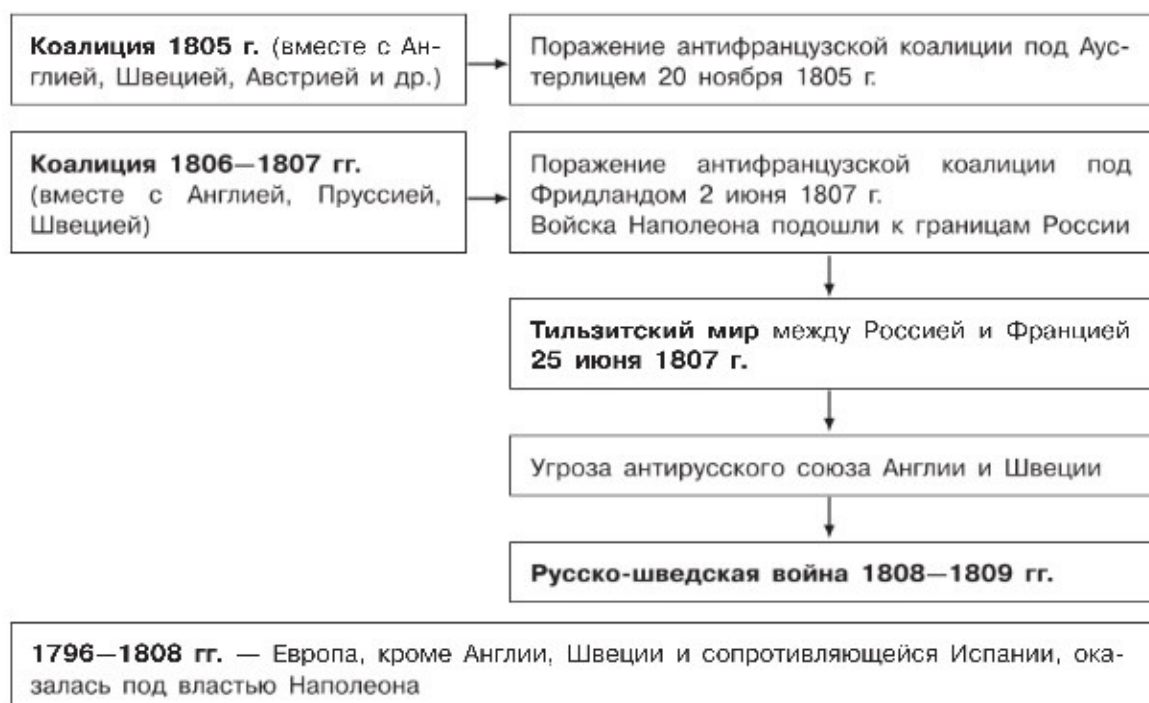 Коалиция 1805 г. (вместе с Ан-
глией, Швецией, Австрией и др.)
Поражение антифранцузской коалиции под Аус-
терлицем 20 ноября 1805 г.
Коалиция 1806—1807 гг.
(вместе с Англией, Пруссией,
Швецией)
Поражение антифранцузской коалиции под
Фридландом 2 июня 1807 г.
Войска Наполеона подошли к границам России
Тильзитский мир между Россией и Францией
25 июня 1807 г.
Угроза антирусского союза Англии и Швеции
Русско-шведская война 1808—1809 гг.
1796—1808 гг. — Европа, кроме Англии, Швеции и сопротивляющейся Испании, ока-
залась под властью Наполеона